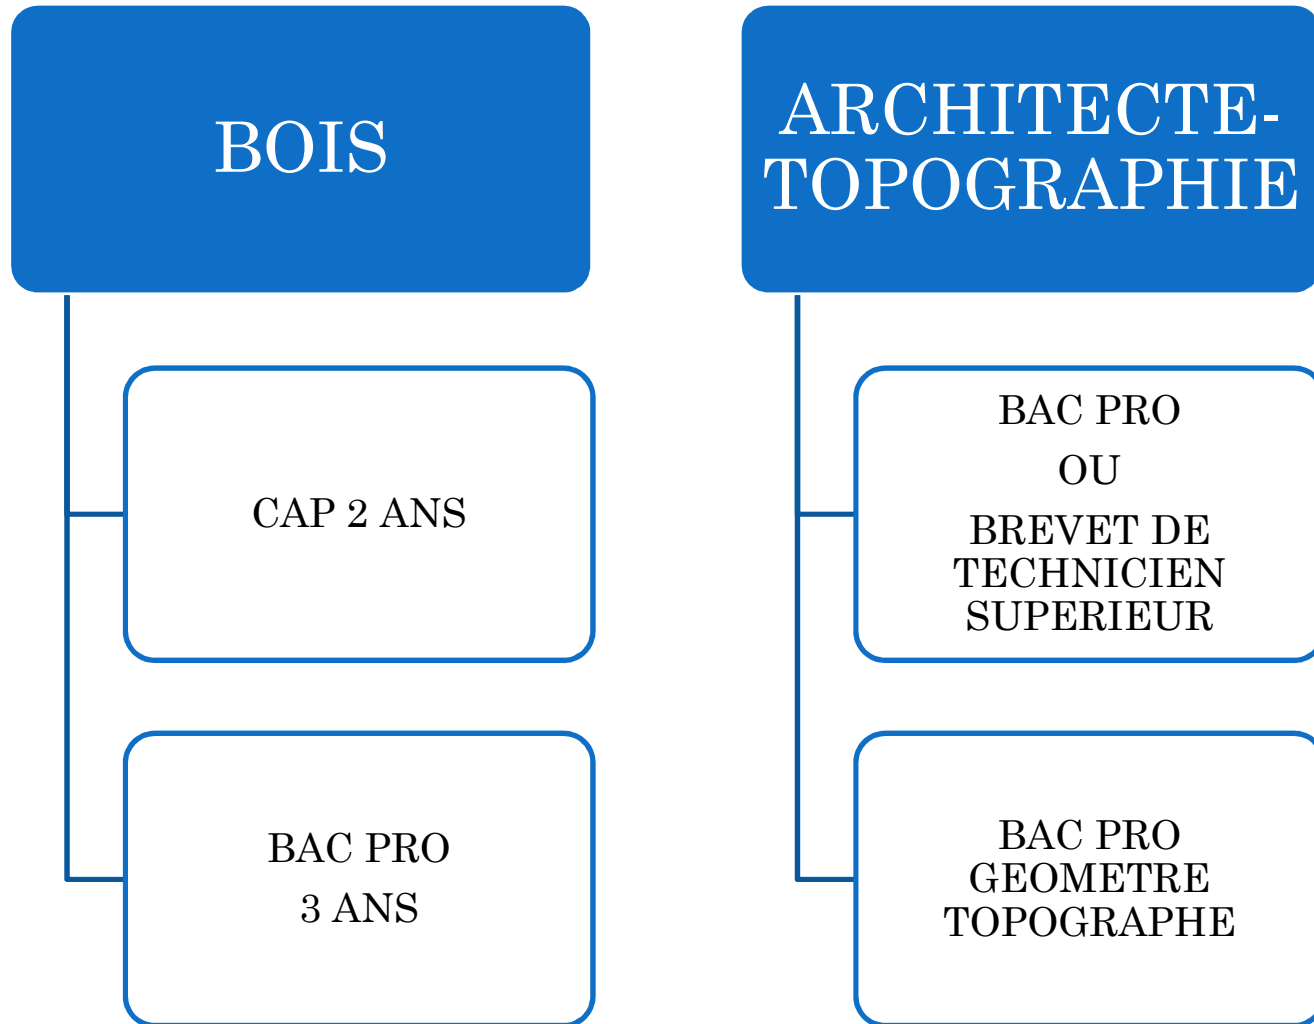 BOIS
CAP 2 ANS
BAC PRO
3 ANS
ARCHITECTE-
TOPOGRAPHIE
BAC PRO
OU
BREVET DE
TECHNICIEN
SUPERIEUR
BAC PRO
GEOMETRE
TOPOGRAPHE